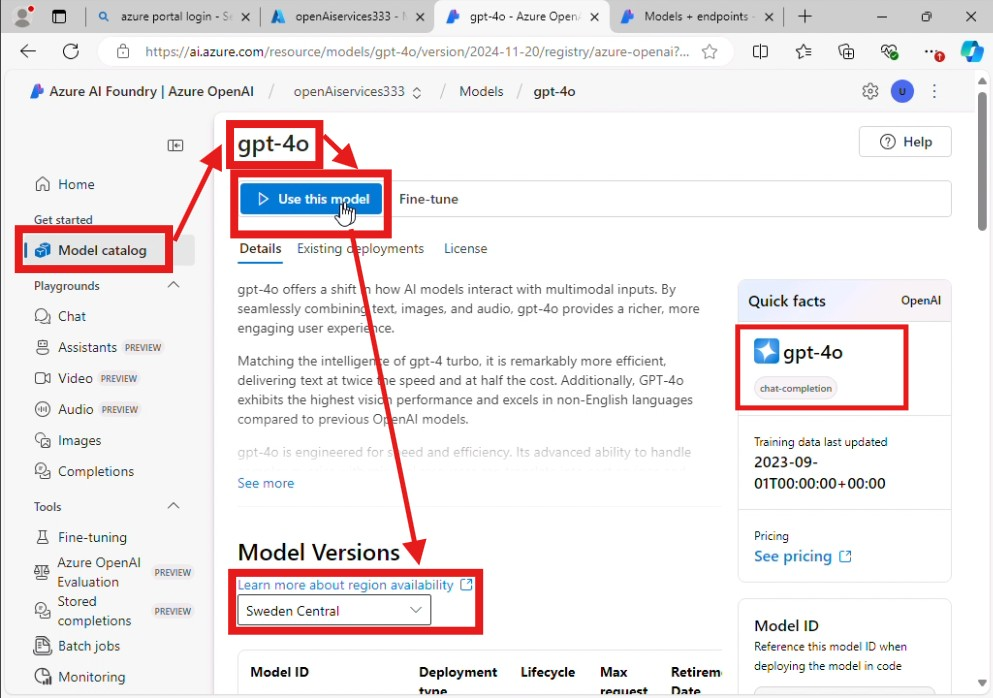 azure portal login - Se
openAiservices333 - M
gpt-4o - Azure Open
Models + endpoints -
https://ai.azure.com/resource/models/gpt-4o/version/2024-11-20/registry/azure-openai?...
Azure AI Foundry | Azure OpenAI / openAiservices333 / Models / gpt-4o
U
Home
Get started
Model catalog
Playgrounds
Chat
Assistants PREVIEW
Video PREVIEW
Audio PREVIEW
Images
Completions
Tools
Fine-tuning
Azure OpenAI
Evaluation
PREVIEW
Stored
completions
PREVIEW
Batch jobs
Monitoring
gpt-4o
Help
Use this model
Fine-tune
Details
Existing deployments
License
gpt-4o offers a shift in how AI models interact with multimodal inputs. By
seamlessly combining text, images, and audio, gpt-4o provides a richer, more
engaging user experience.
Matching the intelligence of gpt-4 turbo, it is remarkably more efficient,
delivering text at twice the speed and at half the cost. Additionally, GPT-4o
exhibits the highest vision performance and excels in non-English languages
compared to previous OpenAI models.
gpt-4o is engineered for speed and efficiency. Its advanced ability to handle
See more
Model Versions
Learn more about region availability
Sweden Central
Model ID
Deployment
type
Lifecycle
Max
request
Retirem
Date
Quick facts
OpenAI
gpt-4o
chat-completion
Training data last updated
2023-09-
01T00:00:00+00:00
Pricing
See pricing
Model ID
Reference this model ID when
deploying the model in code